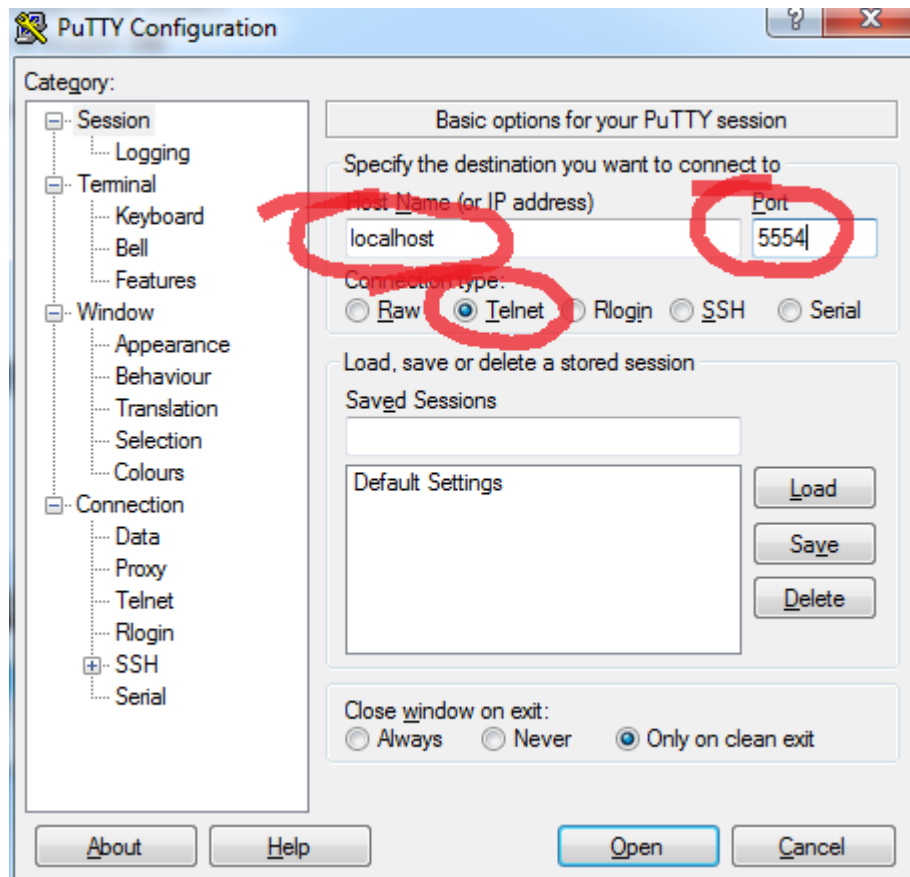 PuTTY Configuration
Category:
Session
Logging
Terminal
Keyboard
Bell
Features
Window
Appearance
Behaviour
Translation
Selection
Colours
Connection
Data
Proxy
Telnet
Rlogin
SSH
Serial
Basic options for your PuTTY session
Specify the destination you want to connect to
Host Name (or IP address) Port
localhost 5554
Connection type:
Raw Telnet Rlogin SSH Serial
Load, save or delete a stored session
Saved Sessions
Default Settings
Load
Save
Delete
Close window on exit:
Always Never Only on clean exit
About Help Open Cancel